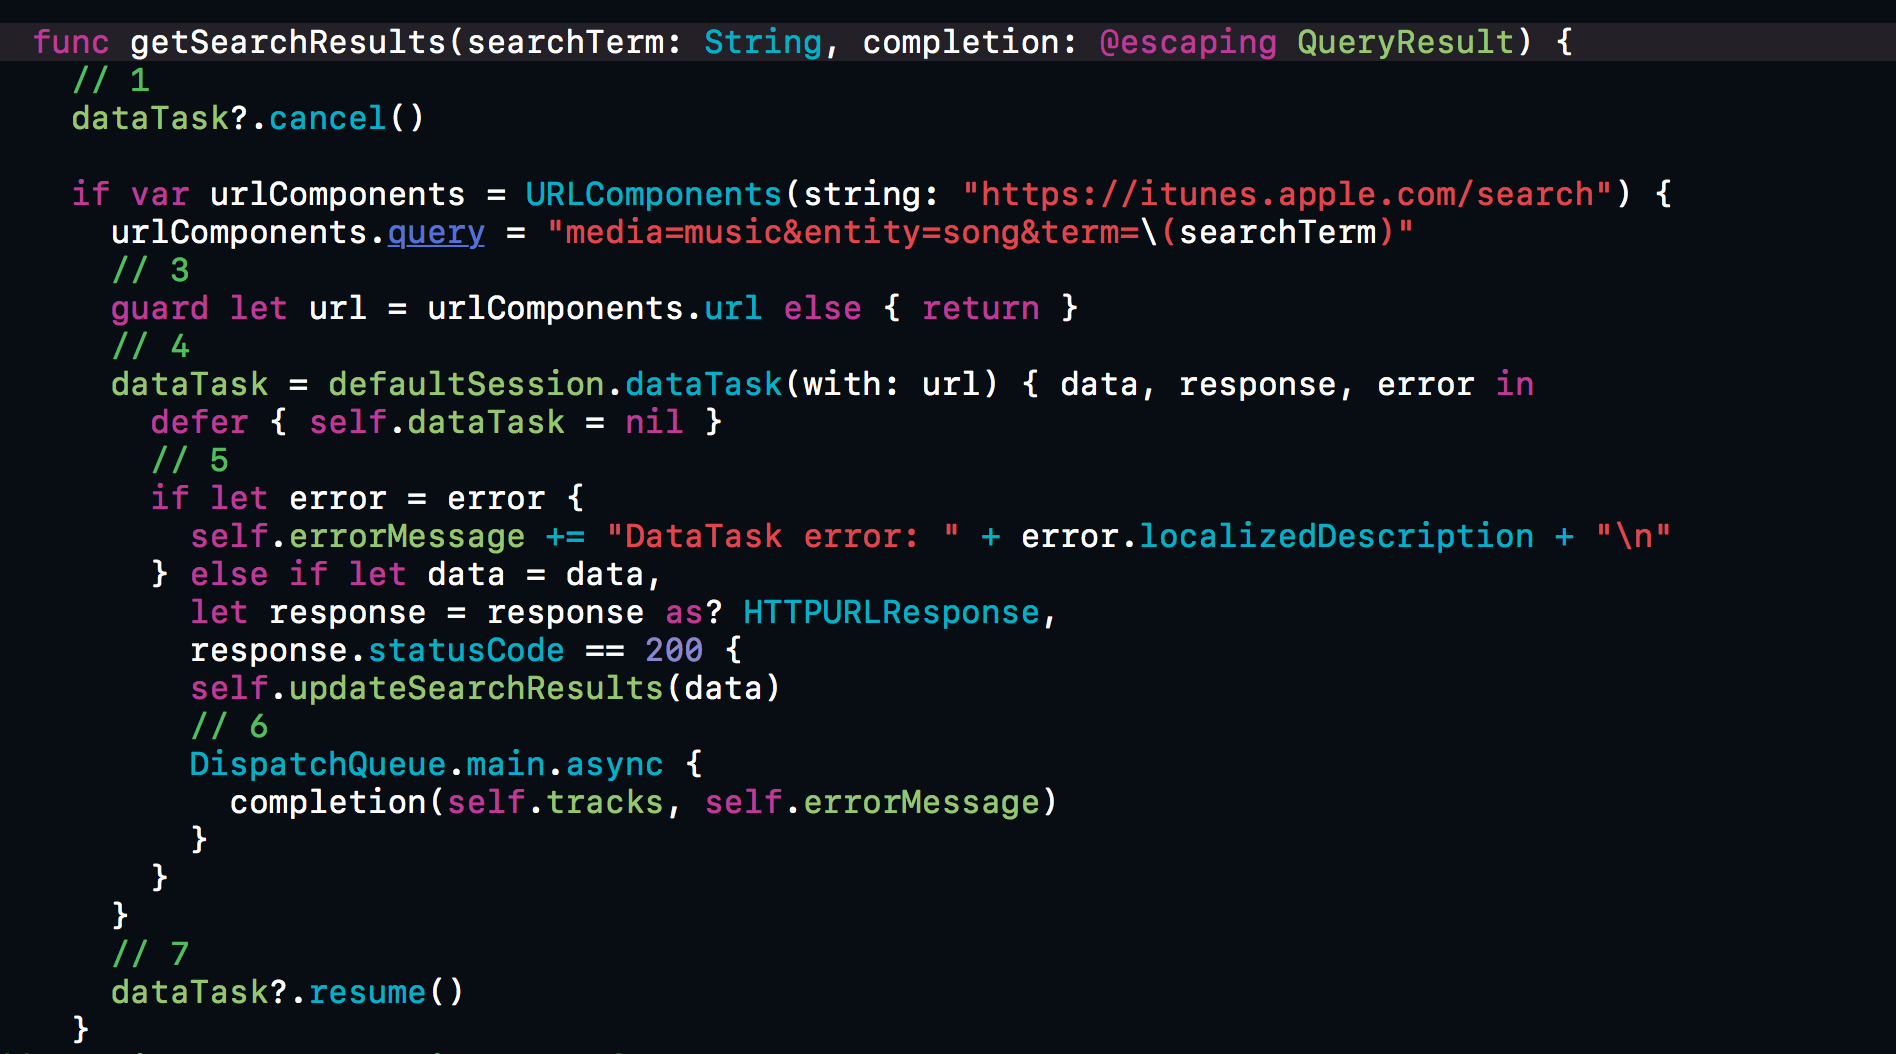 func getSearchResults(searchTerm: String, completion: @escaping QueryResult) {
// 1
dataTask?.cancel()
if var urlComponents = URLComponents(string: "https://itunes.apple.com/search") {
urlComponents.query = "media=music&entity=song&term=\(searchTerm)"
// 3
guard let url = urlComponents.url else { return }
// 4
dataTask = defaultSession.dataTask(with: url) { data, response, error in
defer { self.dataTask = nil }
// 5
if let error = error {
self.errorMessage += "DataTask error: " + error.localizedDescription + "\n"
} else if let data = data,
let response = response as? HTTPURLResponse,
response.statusCode == 200 {
self.updateSearchResults(data)
// 6
DispatchQueue.main.async {
completion(self.tracks, self.errorMessage)
}
}
}
// 7
dataTask?.resume()
}